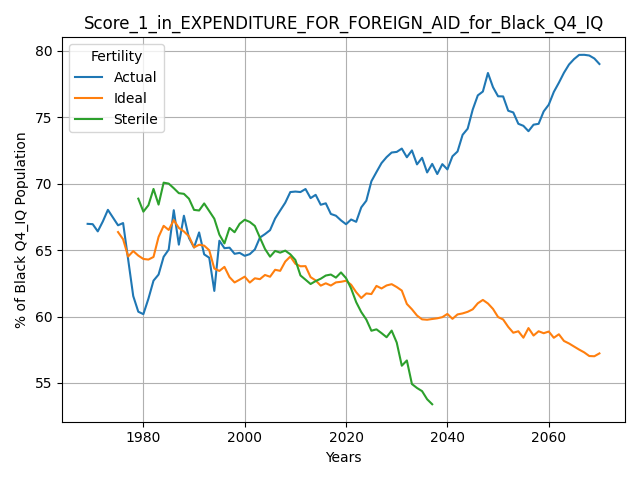 Score_1_in_EXPENDITURE_FOR_FOREIGN_AID_for_Black_Q4_IQ
Fertility
Actual
Ideal
Sterile
% of Black Q4_IQ Population
80
75
70
65
60
55
1980
2000
2020
2040
2060
Years